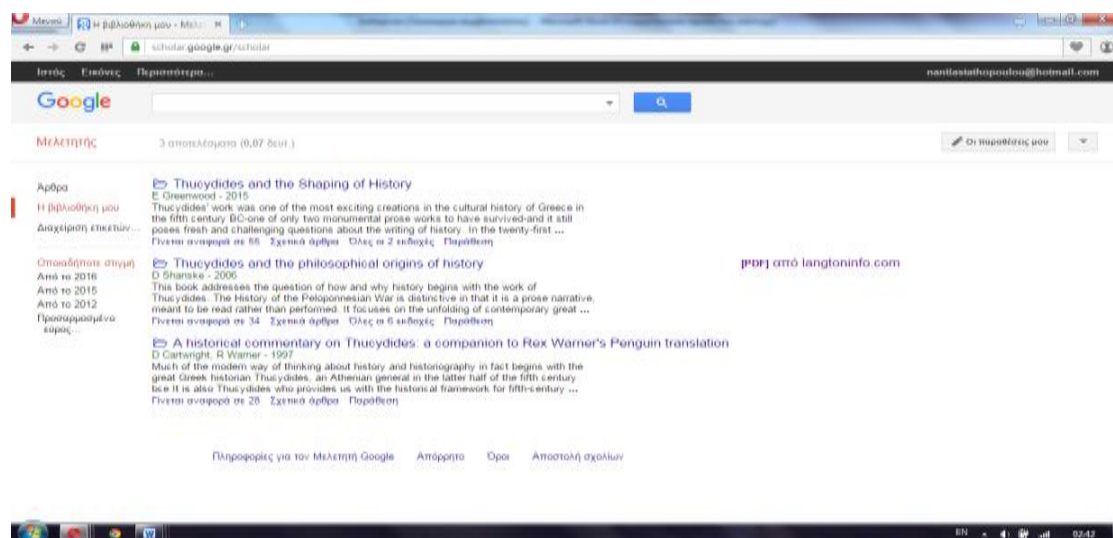 Μενού Η βιβλιοθήκη μου - Μελετ
scholar.google.gr/scholar
Ιστός Εικόνες Περισσότερα...
Google
Μελετητής 3 αποτελέσματα (0,07 δευτ.) Οι παραθέσεις μου
Άρθρα
Η βιβλιοθήκη μου
Διαχείριση ετικετών...
Οποιαδήποτε στιγμή
Από το 2016
Από το 2015
Από το 2012
Προσαρμοσμένο
εύρος...
Thucydides and the Shaping of History
E Greenwood - 2015
Thucydides' work was one of the most exciting creations in the cultural history of Greece in
the fifth century BC-one of only two monumental prose works to have survived-and it still
poses fresh and challenging questions about the writing of history. In the twenty-first ...
Γίνεται αναφορά σε 66 Σχετικά άρθρα Όλες οι 2 εκδοχές Παράθεση
Thucydides and the philosophical origins of history [PDF] από langtoninfo.com
D Shanske - 2006
This book addresses the question of how and why history begins with the work of
Thucydides. The History of the Peloponnesian War is distinctive in that it is a prose narrative,
meant to be read rather than performed. It focuses on the unfolding of contemporary great ...
Γίνεται αναφορά σε 34 Σχετικά άρθρα Όλες οι 6 εκδοχές Παράθεση
A historical commentary on Thucydides: a companion to Rex Warner's Penguin translation
D Cartwright, R Warner - 1997
Much of the modern way of thinking about history and historiography in fact begins with the
great Greek historian Thucydides, an Athenian general in the latter half of the fifth century
bce It is also Thucydides who provides us with the historical framework for fifth-century ...
Γίνεται αναφορά σε 28 Σχετικά άρθρα Παράθεση
Πληροφορίες για τον Μελετητή Google Απόρρητο Όροι Αποστολή σχολίων
EN 02:42